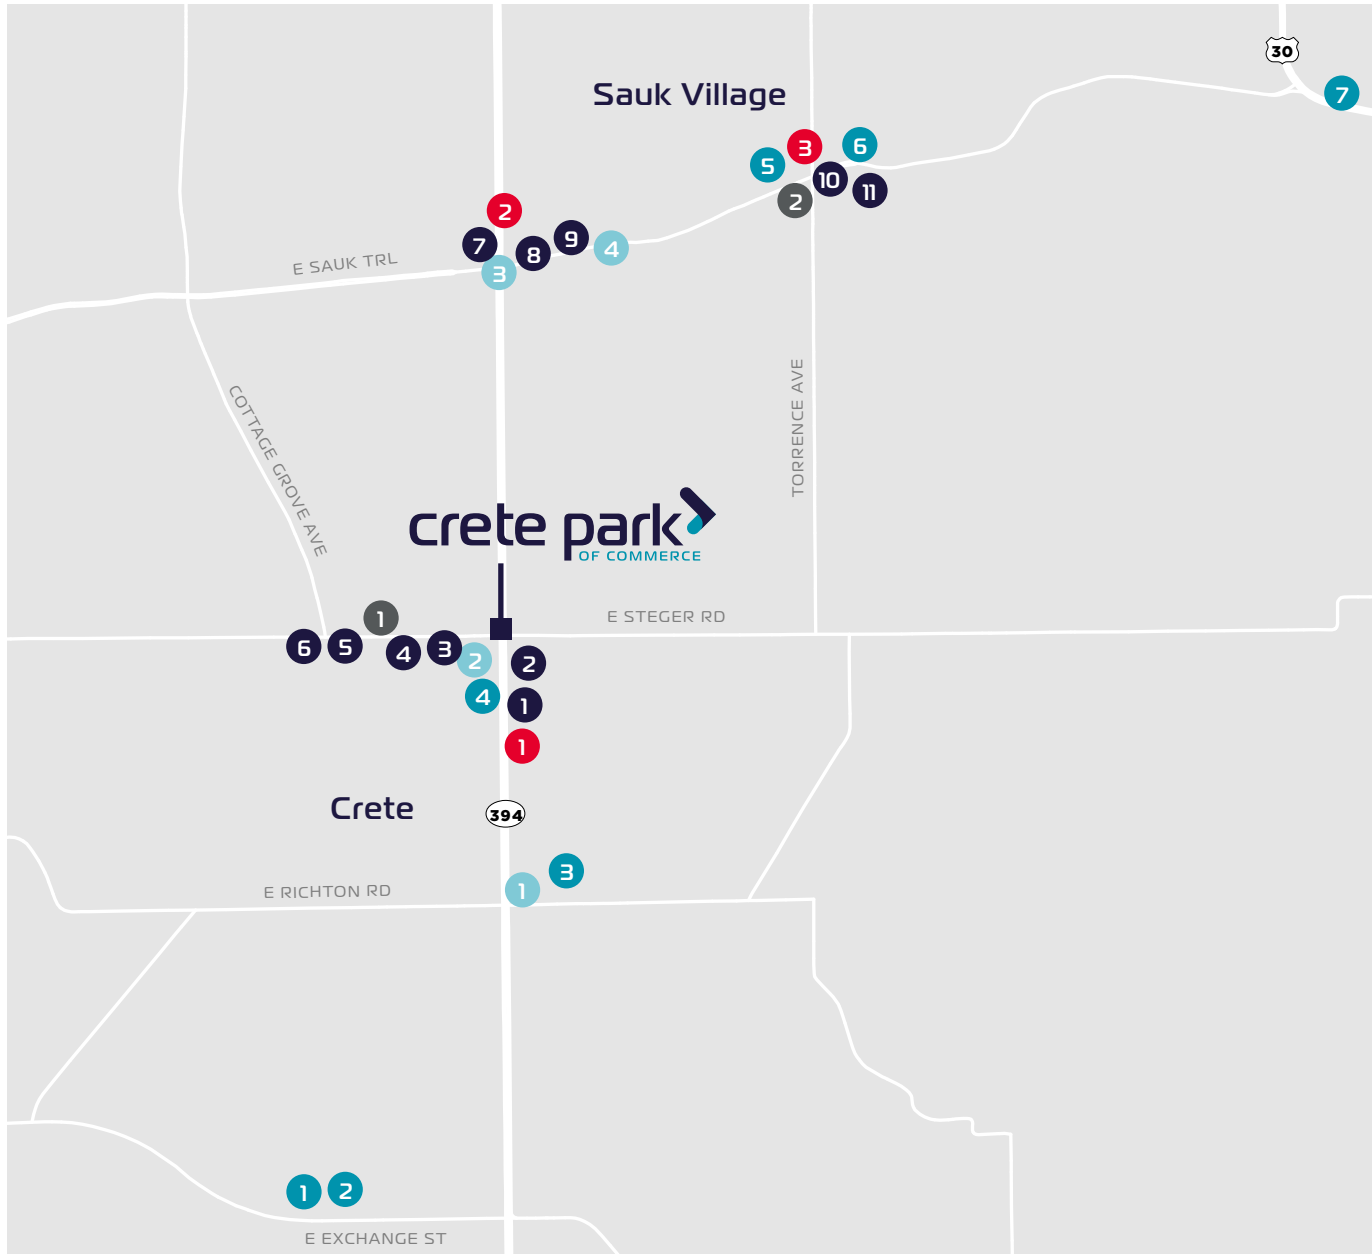 30
7
Sauk Village
3
6
5
10
11
2
2
7
9
8
4
3
E SAUK TRL
COTTAGE GROVE AVE
TORRENCE AVE
crete park
OF COMMERCE
1
E STEGER RD
6
5
4
3
2
2
4
1
1
Crete
394
3
1
E RICHTON RD
1
2
E EXCHANGE ST